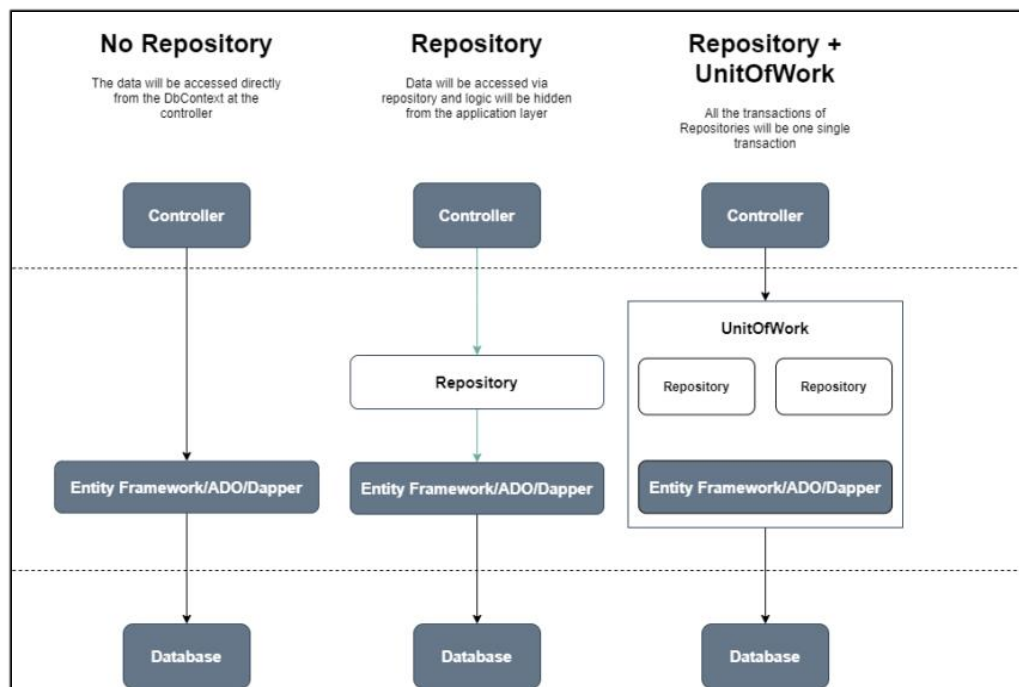 No Repository
The data will be accessed directly
from the DbContext at the
controller
Controller
Entity Framework/ADO/Dapper
Database
Repository
Data will be accessed via
repository and logic will be hidden
from the application layer
Controller
Repository
Entity Framework/ADO/Dapper
Database
Repository +
UnitOfWork
All the transactions of
Repositories will be one single
transaction
Controller
UnitOfWork
Repository
Repository
Entity Framework/ADO/Dapper
Database